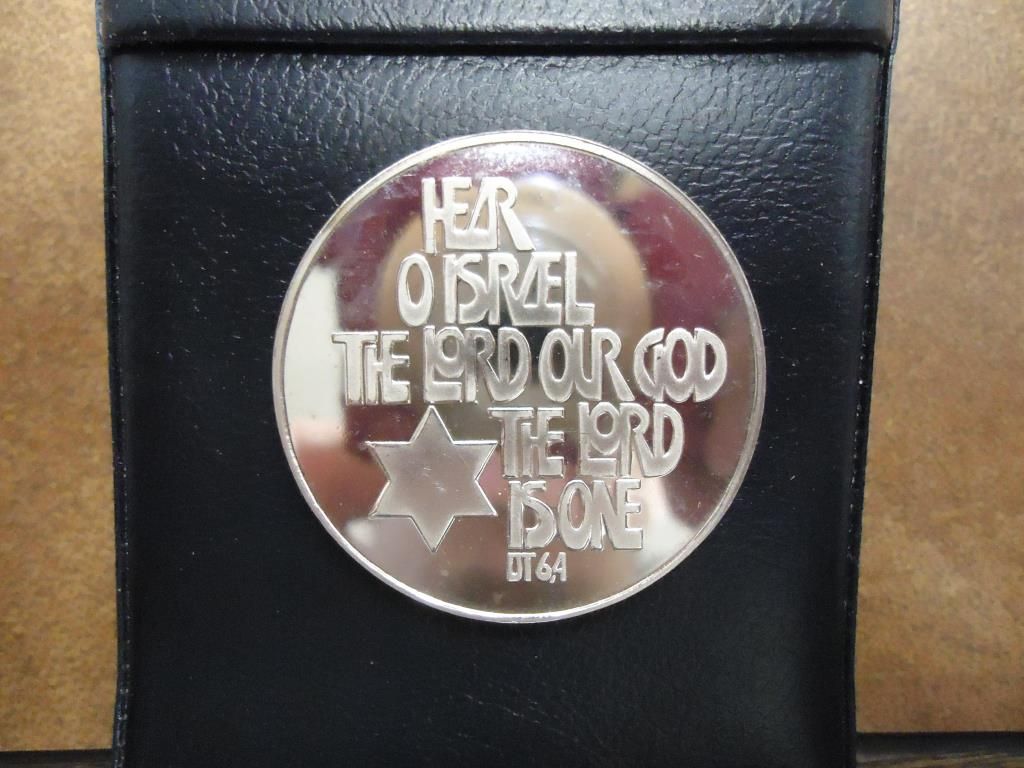 HEAR
O ISRAEL
THE LORD OUR GOD
THE LORD
IS ONE
DT 6,4